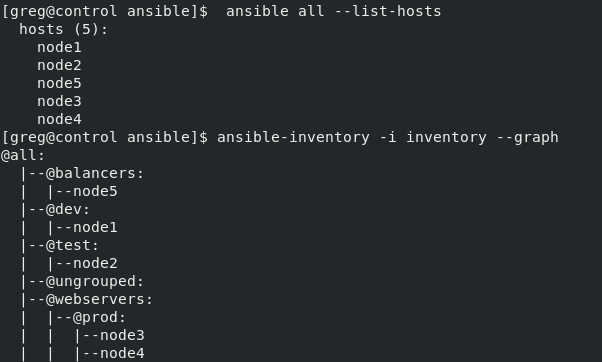 [greg@control ansible]$  ansible all --list-hosts
  hosts (5):
    node1
    node2
    node5
    node3
    node4
[greg@control ansible]$ ansible-inventory -i inventory --graph
@all:
  |--@balancers:
  |  |--node5
  |--@dev:
  |  |--node1
  |--@test:
  |  |--node2
  |--@ungrouped:
  |--@webservers:
  |  |--@prod:
  |  |  |--node3
  |  |  |--node4